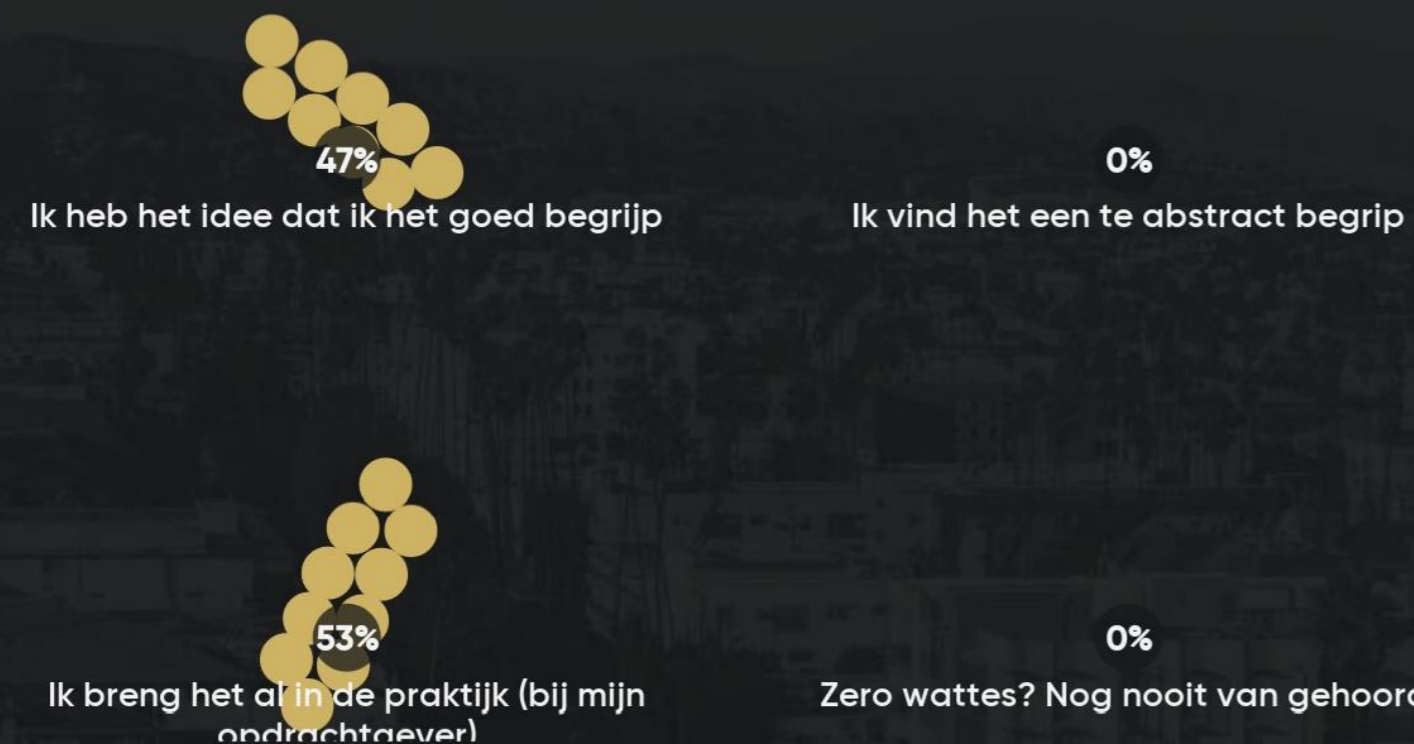 47%
0%
Ik heb het idee dat ik het goed begrijp
Ik vind het een te abstract begrip
53%
0%
Ik breng het al in de praktijk (bij mijn
opdrachtgever)
Zero wattes? Nog nooit van gehoord